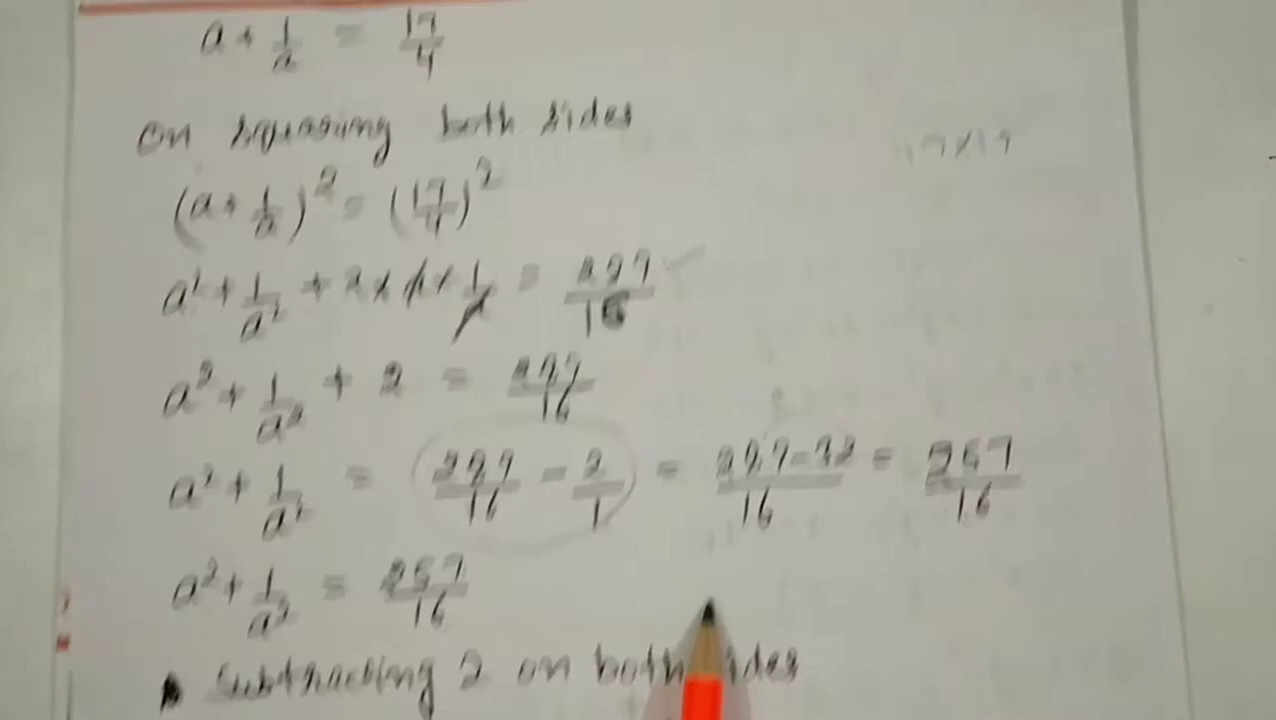 a + 1/a = 17/4
On squaring both sides
17×17
(a + 1/a)² = (17/4)²
a² + 1/a² + 2 × a × 1/a = 289/16
a² + 1/a² + 2 = 289/16
a² + 1/a² = 289/16 - 2/1 = 289-32/16 = 257/16
a² + 1/a² = 257/16
Subtracting 2 on both sides